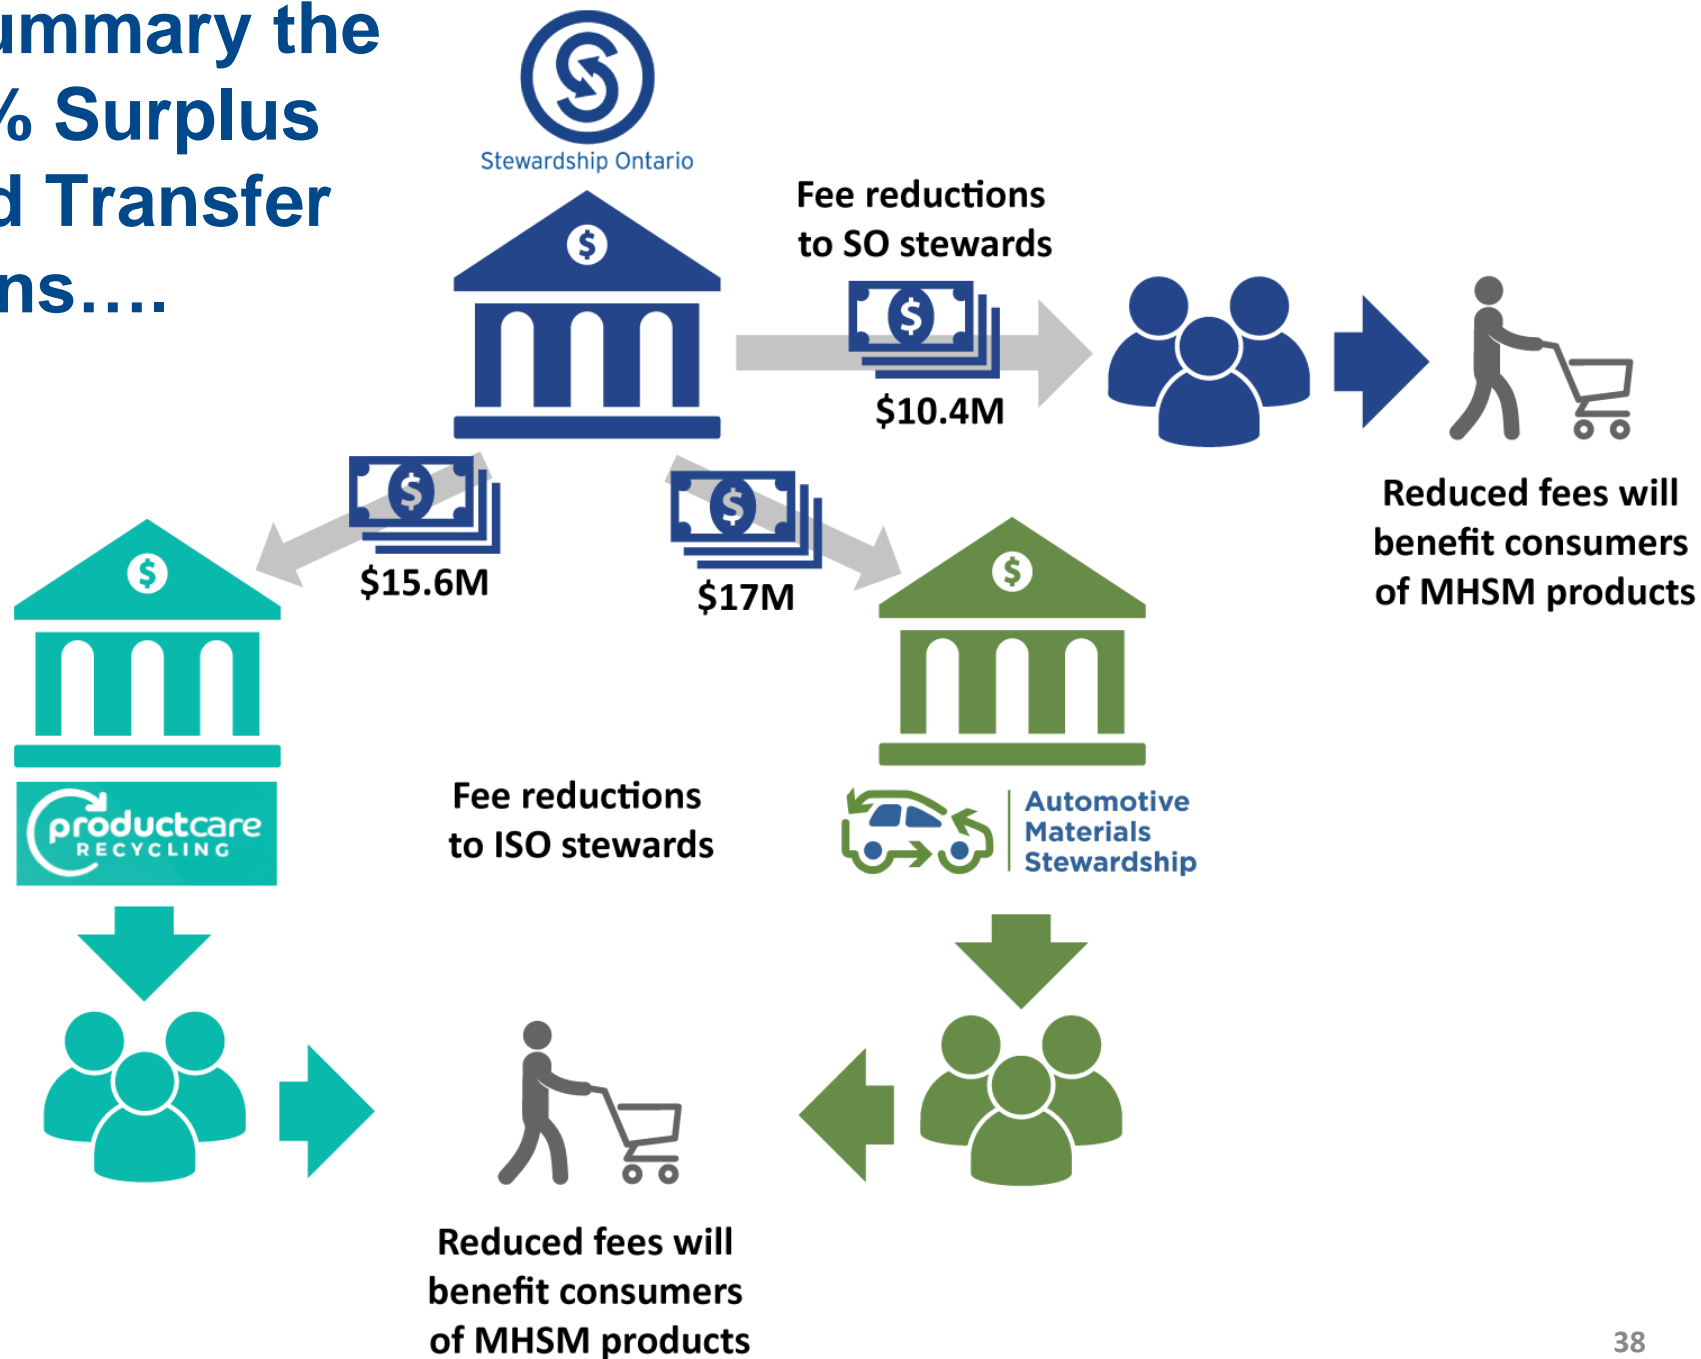 ummary the
% Surplus
d Transfer
ns….
Stewardship Ontario
Fee reductions
to SO stewards
$
$
$10.4M
Reduced fees will
benefit consumers
of MHSM products
$
$
$15.6M
$17M
$
$
productcare
RECYCLING
Fee reductions
to ISO stewards
Automotive
Materials
Stewardship
Reduced fees will
benefit consumers
of MHSM products
38